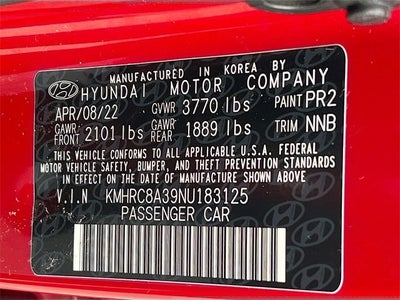 MANUFACTURED IN KOREA BY
HYUNDAI MOTOR COMPANY
APR/08/22 GVWR 3770 lbs PAINT PR2
GAWR FRONT 2101 lbs GAWR REAR 1889 lbs TRIM NNB
THIS VEHICLE CONFORMS TO ALL APPLICABLE U.S.A. FEDERAL
MOTOR VEHICLE SAFETY, BUMPER, AND THEFT PREVENTION
STANDARDS IN EFFECT ON THE DATE OF MANUFACTURE SHOWN
ABOVE.
V.I.N KMHRC8A39NU183125
PASSENGER CAR